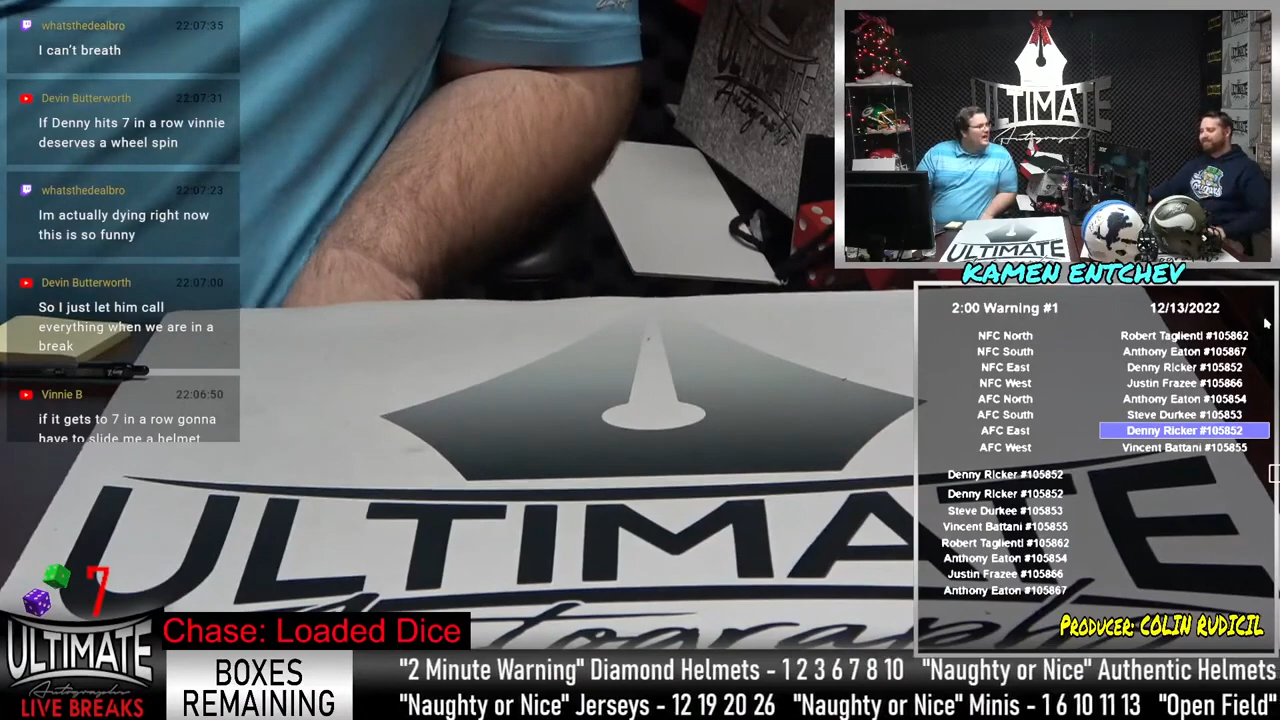 whatsthedealbro 22:07:35
I can't breath
Devin Butterworth 22:07:31
If Denny hits 7 in a row vinnie
deserves a wheel spin
whatsthedealbro 22:07:23
Im actually dying right now
this is so funny
Devin Butterworth 22:07:00
So I just let him call
everything when we are in a
break
Vinnie B 22:06:50
if it gets to 7 in a row gonna
have to slide me a helmet
ULTIMATE
Autographs
ULTIMATE
KAMEN ENTCHEV
2:00 Warning #1 12/13/2022
NFC North Robert Taglienti #105862
NFC South Anthony Eaton #105867
NFC East Denny Ricker #105852
NFC West Justin Frazee #105866
AFC North Anthony Eaton #105854
AFC South Steve Durkee #105853
AFC East Denny Ricker #105852
AFC West Vincent Battani #105855
Denny Ricker #105852
Denny Ricker #105852
Steve Durkee #105853
Vincent Battani #105855
Robert Taglienti #105862
Anthony Eaton #105854
Justin Frazee #105866
Anthony Eaton #105867
Producer: COLIN RUDICIL
ULTIMATE
Autographs
7
Chase: Loaded Dice
ULTIMATE
Autographs
LIVE BREAKS
BOXES
REMAINING
"2 Minute Warning" Diamond Helmets - 1 2 3 6 7 8 10 "Naughty or Nice" Authentic Helmets
"Naughty or Nice" Jerseys - 12 19 20 26 "Naughty or Nice" Minis - 1 6 10 11 13 "Open Field"